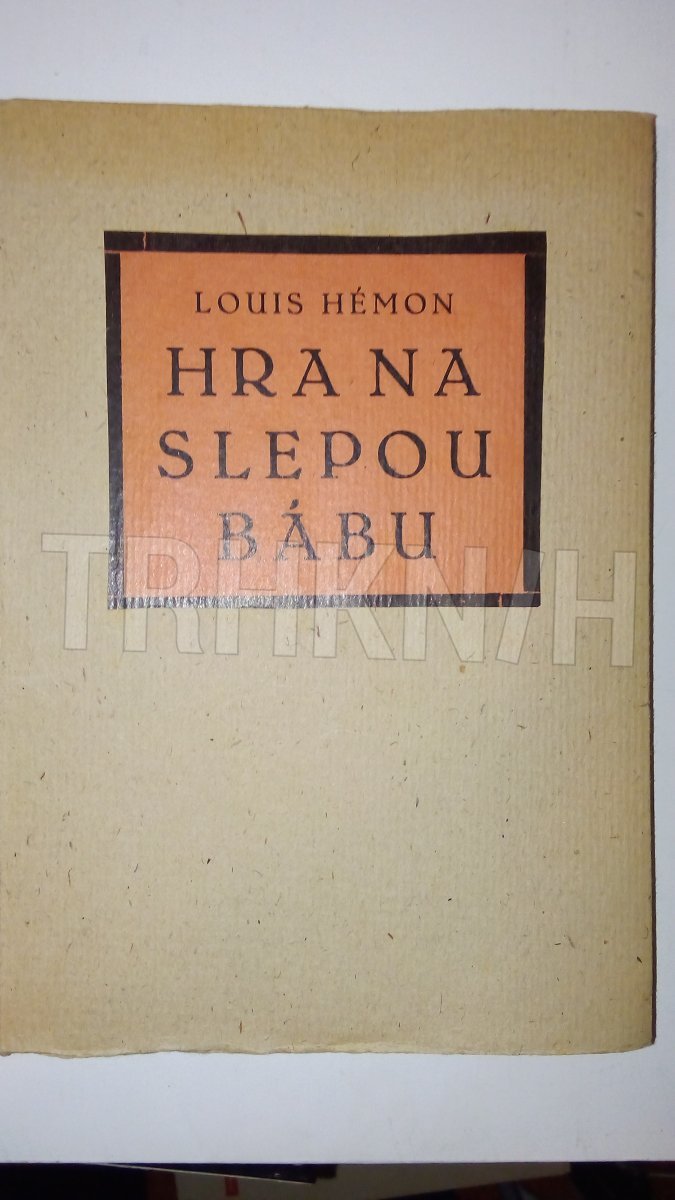 LOUIS HÉMON
HRA NA
SLEPOU
BÁBU
TRHKNIH